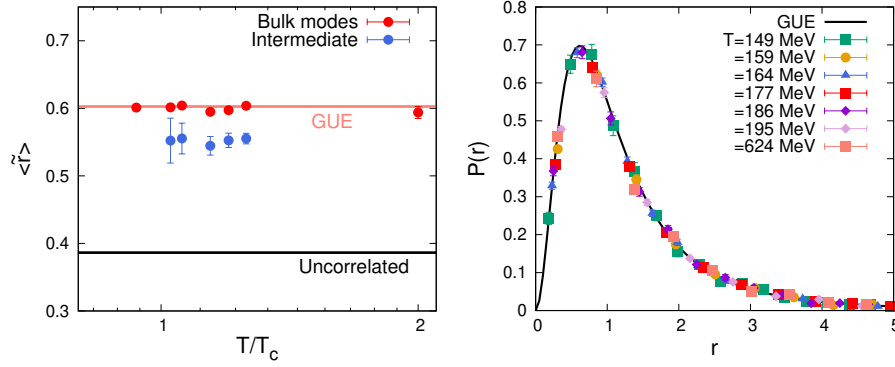 0.7
0.6
0.5
0.4
0.3
<r̃>
Bulk modes
Intermediate
GUE
Uncorrelated
1
2
T/T_c
0.8
0.7
0.6
0.5
0.4
0.3
0.2
0.1
0.0
P(r)
GUE
T=149 MeV
=159 MeV
=164 MeV
=177 MeV
=186 MeV
=195 MeV
=624 MeV
0 1 2 3 4 5
r